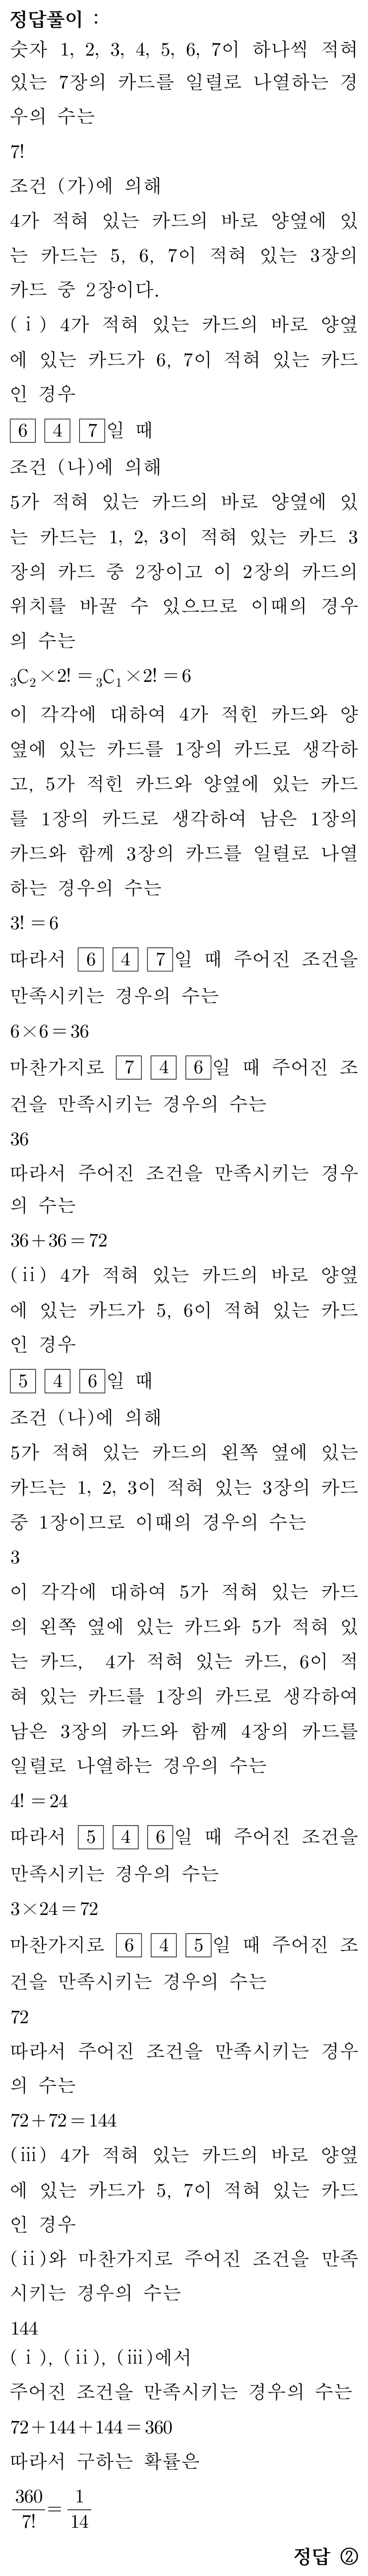 정답풀이 :
숫자 1, 2, 3, 4, 5, 6, 7이 하나씩 적혀
있는 7장의 카드를 일렬로 나열하는 경
우의 수는
7!
조건 (가)에 의해
4가 적혀 있는 카드의 바로 양옆에 있
는 카드는 5, 6, 7이 적혀 있는 3장의
카드 중 2장이다.
(ⅰ) 4가 적혀 있는 카드의 바로 양옆
에 있는 카드가 6, 7이 적혀 있는 카드
인 경우
6 4 7일 때
조건 (나)에 의해
5가 적혀 있는 카드의 바로 양옆에 있
는 카드는 1, 2, 3이 적혀 있는 카드 3
장의 카드 중 2장이고 이 2장의 카드의
위치를 바꿀 수 있으므로 이때의 경우
의 수는
₃C₂×2!=₃C₁×2!=6
이 각각에 대하여 4가 적힌 카드와 양
옆에 있는 카드를 1장의 카드로 생각하
고, 5가 적힌 카드와 양옆에 있는 카드
를 1장의 카드로 생각하여 남은 1장의
카드와 함께 3장의 카드를 일렬로 나열
하는 경우의 수는
3!=6
따라서 6 4 7일 때 주어진 조건을
만족시키는 경우의 수는
6×6=36
마찬가지로 7 4 6일 때 주어진 조
건을 만족시키는 경우의 수는
36
따라서 주어진 조건을 만족시키는 경우
의 수는
36+36=72
(ⅱ) 4가 적혀 있는 카드의 바로 양옆
에 있는 카드가 5, 6이 적혀 있는 카드
인 경우
5 4 6일 때
조건 (나)에 의해
5가 적혀 있는 카드의 왼쪽 옆에 있는
카드는 1, 2, 3이 적혀 있는 3장의 카드
중 1장이므로 이때의 경우의 수는
3
이 각각에 대하여 5가 적혀 있는 카드
의 왼쪽 옆에 있는 카드와 5가 적혀 있
는 카드, 4가 적혀 있는 카드, 6이 적
혀 있는 카드를 1장의 카드로 생각하여
남은 3장의 카드와 함께 4장의 카드를
일렬로 나열하는 경우의 수는
4!=24
따라서 5 4 6일 때 주어진 조건을
만족시키는 경우의 수는
3×24=72
마찬가지로 6 4 5일 때 주어진 조
건을 만족시키는 경우의 수는
72
따라서 주어진 조건을 만족시키는 경우
의 수는
72+72=144
(ⅲ) 4가 적혀 있는 카드의 바로 양옆
에 있는 카드가 5, 7이 적혀 있는 카드
인 경우
(ⅱ)와 마찬가지로 주어진 조건을 만족
시키는 경우의 수는
144
(ⅰ), (ⅱ), (ⅲ)에서
주어진 조건을 만족시키는 경우의 수는
72+144+144=360
따라서 구하는 확률은
360/7!=1/14
정답 ②